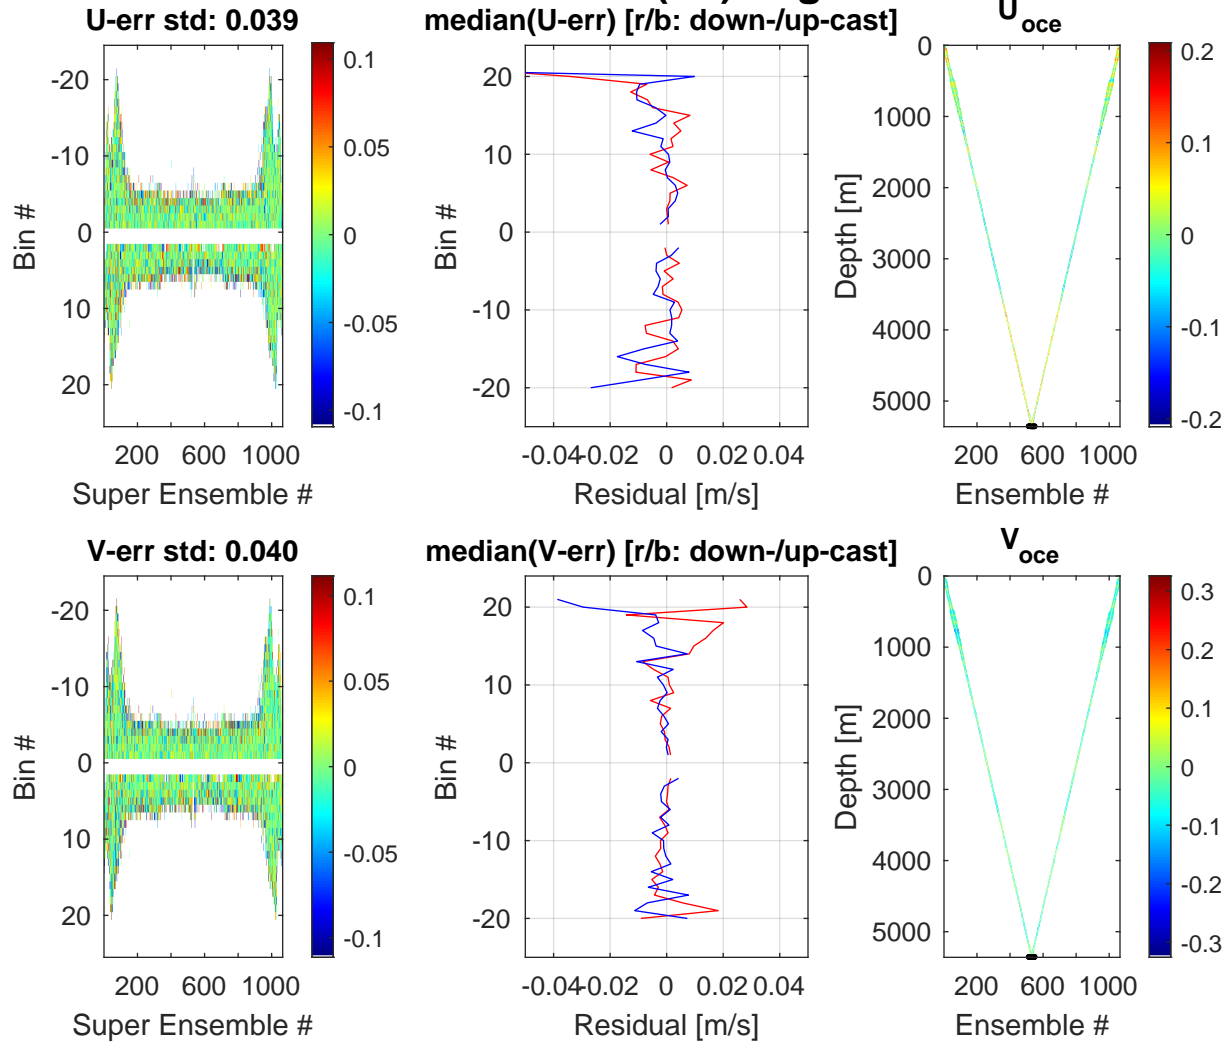 U-err std: 0.039
-20
-10
0
10
20
Bin #
200 600 1000
Super Ensemble #
0.1
0.05
0
-0.05
-0.1
median(U-err) [r/b: down-/up-cast]
20
10
0
-10
-20
Bin #
-0.04 -0.02 0 0.02 0.04
Residual [m/s]
U_oce
0
1000
2000
3000
4000
5000
Depth [m]
200 600 1000
Ensemble #
0.2
0.1
0
-0.1
-0.2
V-err std: 0.040
-20
-10
0
10
20
Bin #
200 600 1000
Super Ensemble #
0.1
0.05
0
-0.05
-0.1
median(V-err) [r/b: down-/up-cast]
20
10
0
-10
-20
Bin #
-0.04 -0.02 0 0.02 0.04
Residual [m/s]
V_oce
0
1000
2000
3000
4000
5000
Depth [m]
200 600 1000
Ensemble #
0.3
0.2
0.1
0
-0.1
-0.2
-0.3